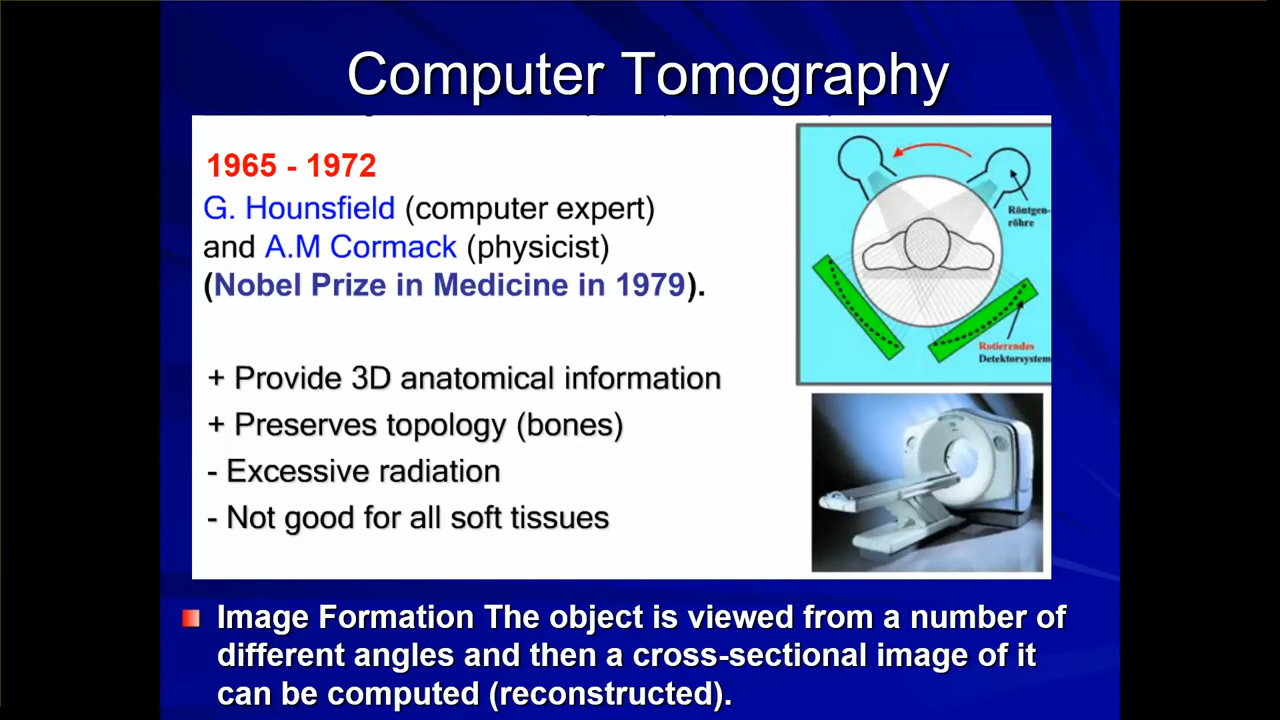 Computer Tomography
1965 - 1972
G. Hounsfield (computer expert)
and A.M Cormack (physicist)
(Nobel Prize in Medicine in 1979).
+ Provide 3D anatomical information
+ Preserves topology (bones)
- Excessive radiation
- Not good for all soft tissues
Röntgen-
röhre
Rotierendes
Detektorsystem
Image Formation The object is viewed from a number of
different angles and then a cross-sectional image of it
can be computed (reconstructed).